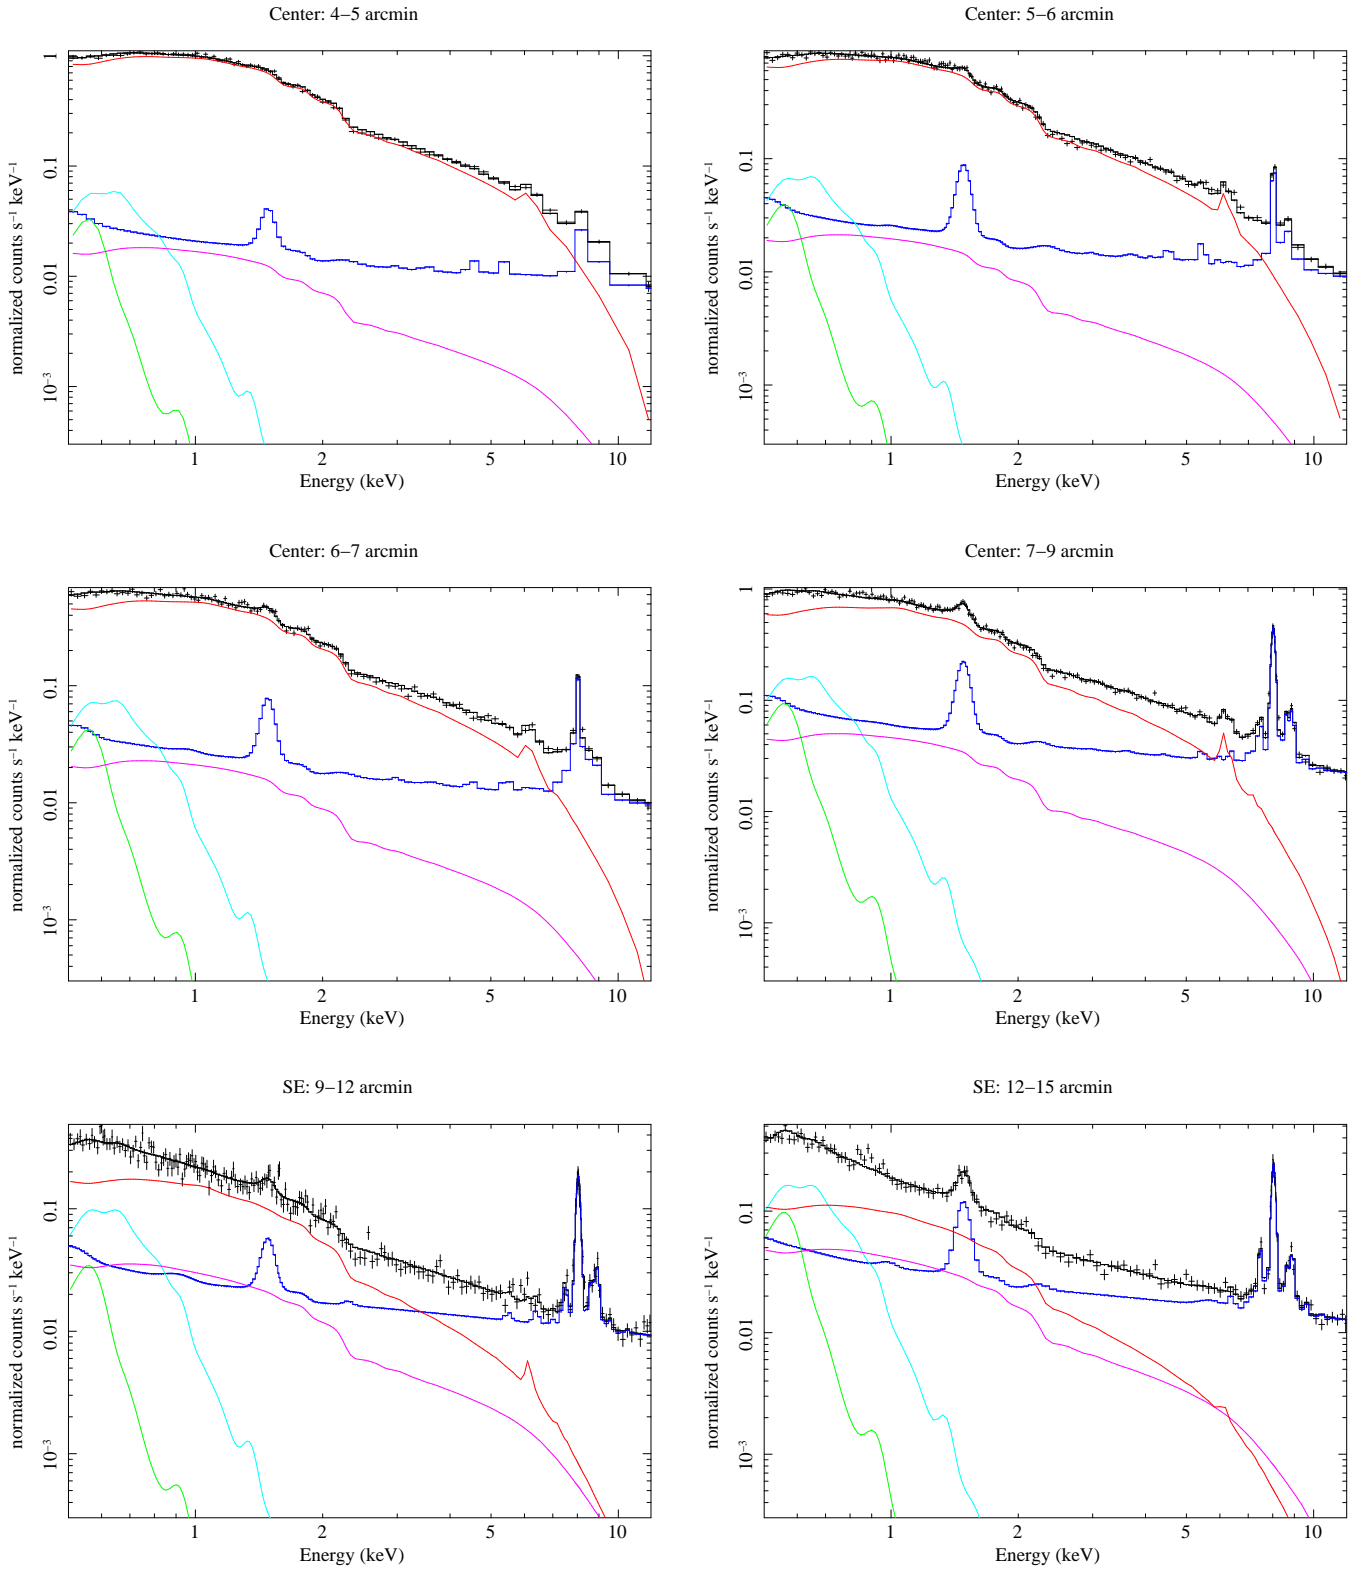 Center: 4–5 arcmin
normalized counts s⁻¹ keV⁻¹
1
0.1
0.01
10⁻³
1 2 5 10
Energy (keV)
Center: 5–6 arcmin
normalized counts s⁻¹ keV⁻¹
0.1
0.01
10⁻³
1 2 5 10
Energy (keV)
Center: 6–7 arcmin
normalized counts s⁻¹ keV⁻¹
0.1
0.01
10⁻³
1 2 5 10
Energy (keV)
Center: 7–9 arcmin
normalized counts s⁻¹ keV⁻¹
1
0.1
0.01
10⁻³
1 2 5 10
Energy (keV)
SE: 9–12 arcmin
normalized counts s⁻¹ keV⁻¹
0.1
0.01
10⁻³
1 2 5 10
Energy (keV)
SE: 12–15 arcmin
normalized counts s⁻¹ keV⁻¹
0.1
0.01
10⁻³
1 2 5 10
Energy (keV)